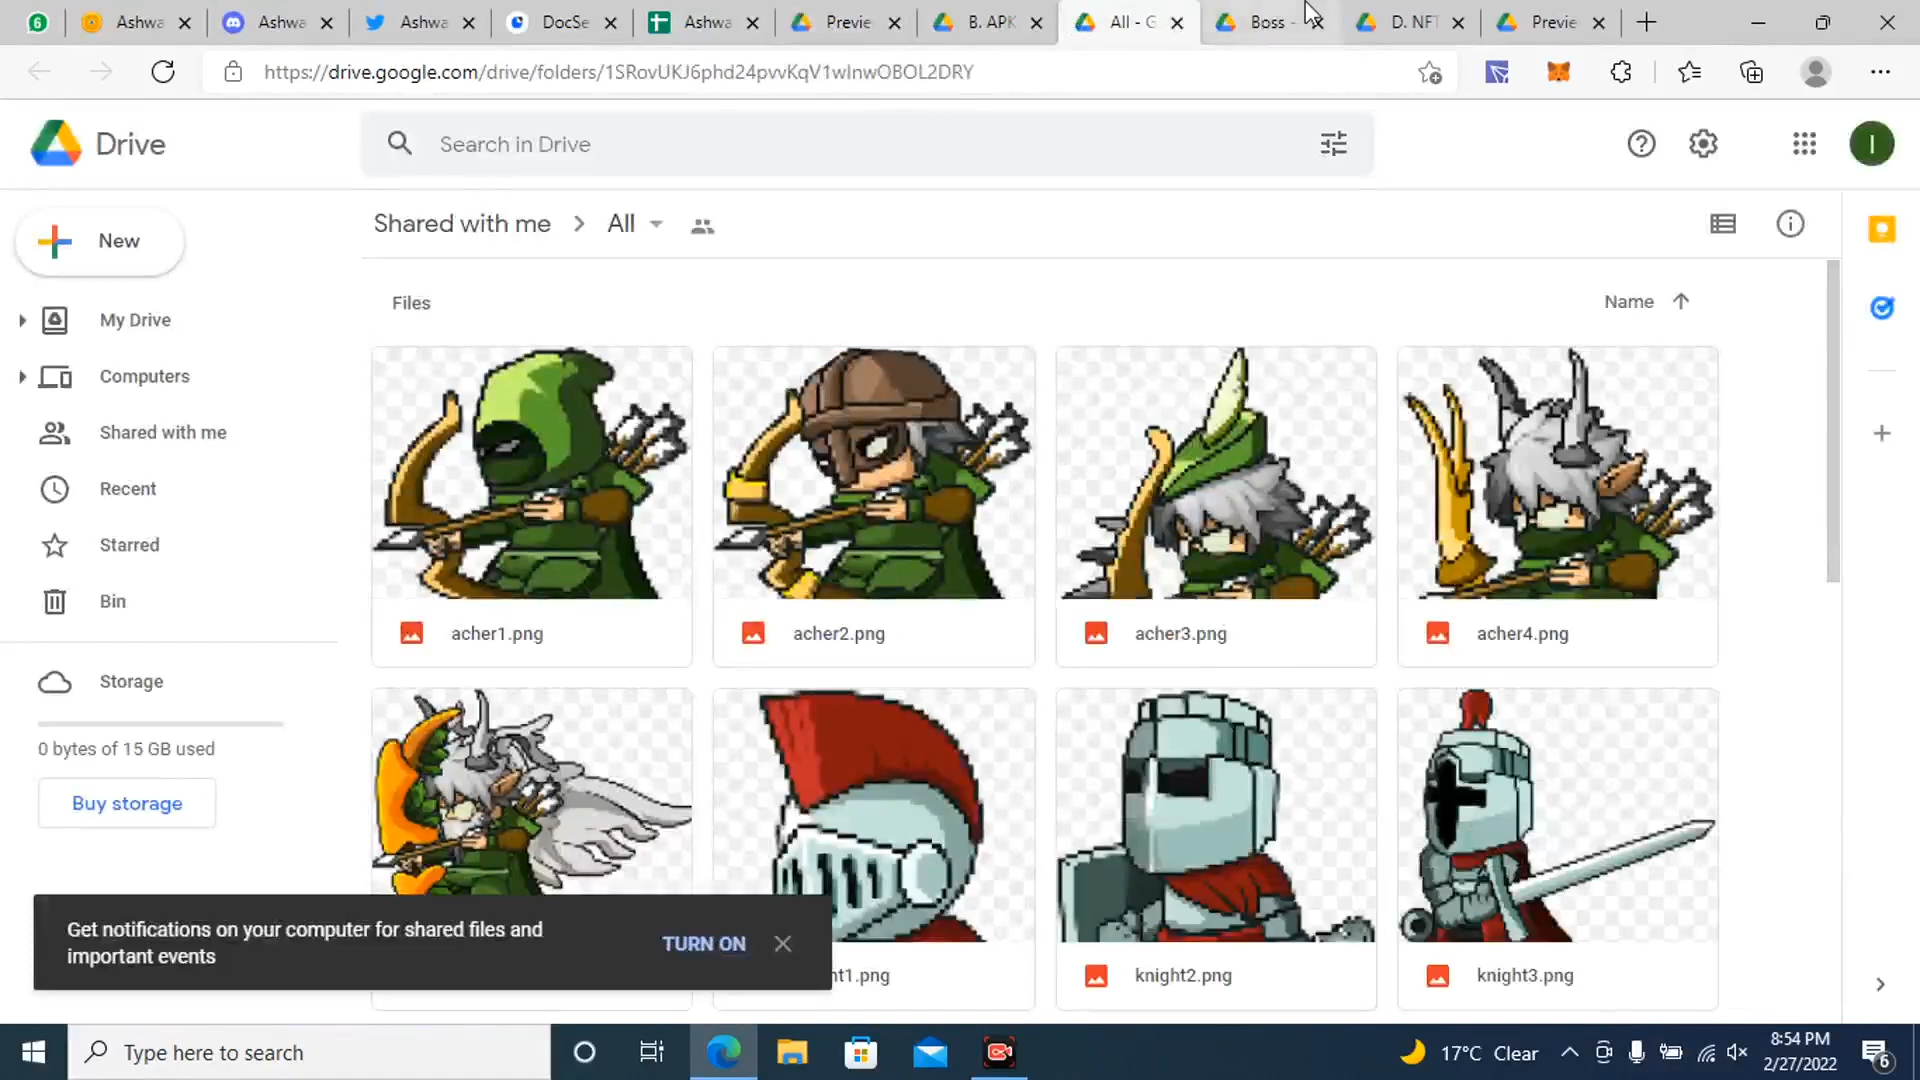 6
Ashwa
Ashwa
Ashwa
DocSe
Ashwa
Previe
B. APK
All - G
Boss -
D. NFT
Previe
https://drive.google.com/drive/folders/1SRovUKJ6phd24pvvKqV1wInwOBOL2DRY
Drive
Search in Drive
I
New
Shared with me > All
My Drive
Computers
Shared with me
Recent
Starred
Bin
Storage
0 bytes of 15 GB used
Buy storage
Files
Name
acher1.png
acher2.png
acher3.png
acher4.png
ht1.png
knight2.png
knight3.png
Get notifications on your computer for shared files and
important events
TURN ON
Type here to search
17°C Clear
8:54 PM
2/27/2022
6